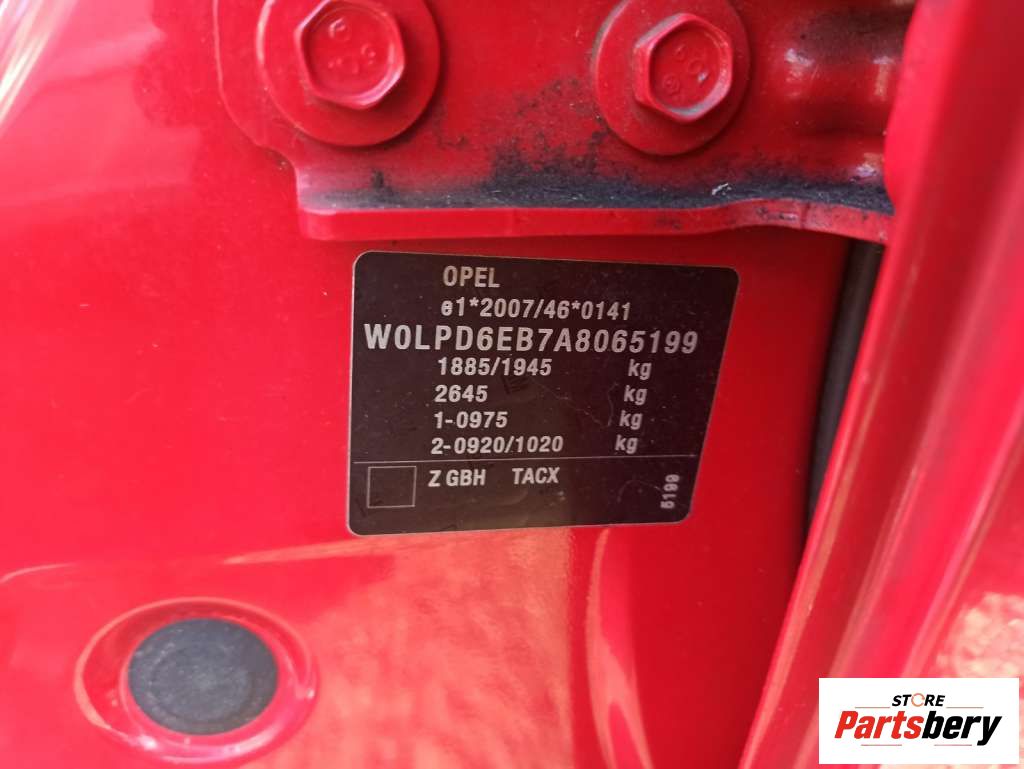 OPEL
e1*2007/46*0141
W0LPD6EB7A8065199
1885/1945 kg
2645 kg
1-0975 kg
2-0920/1020 kg
Z GBH TACX
5199
STORE
Partsbery